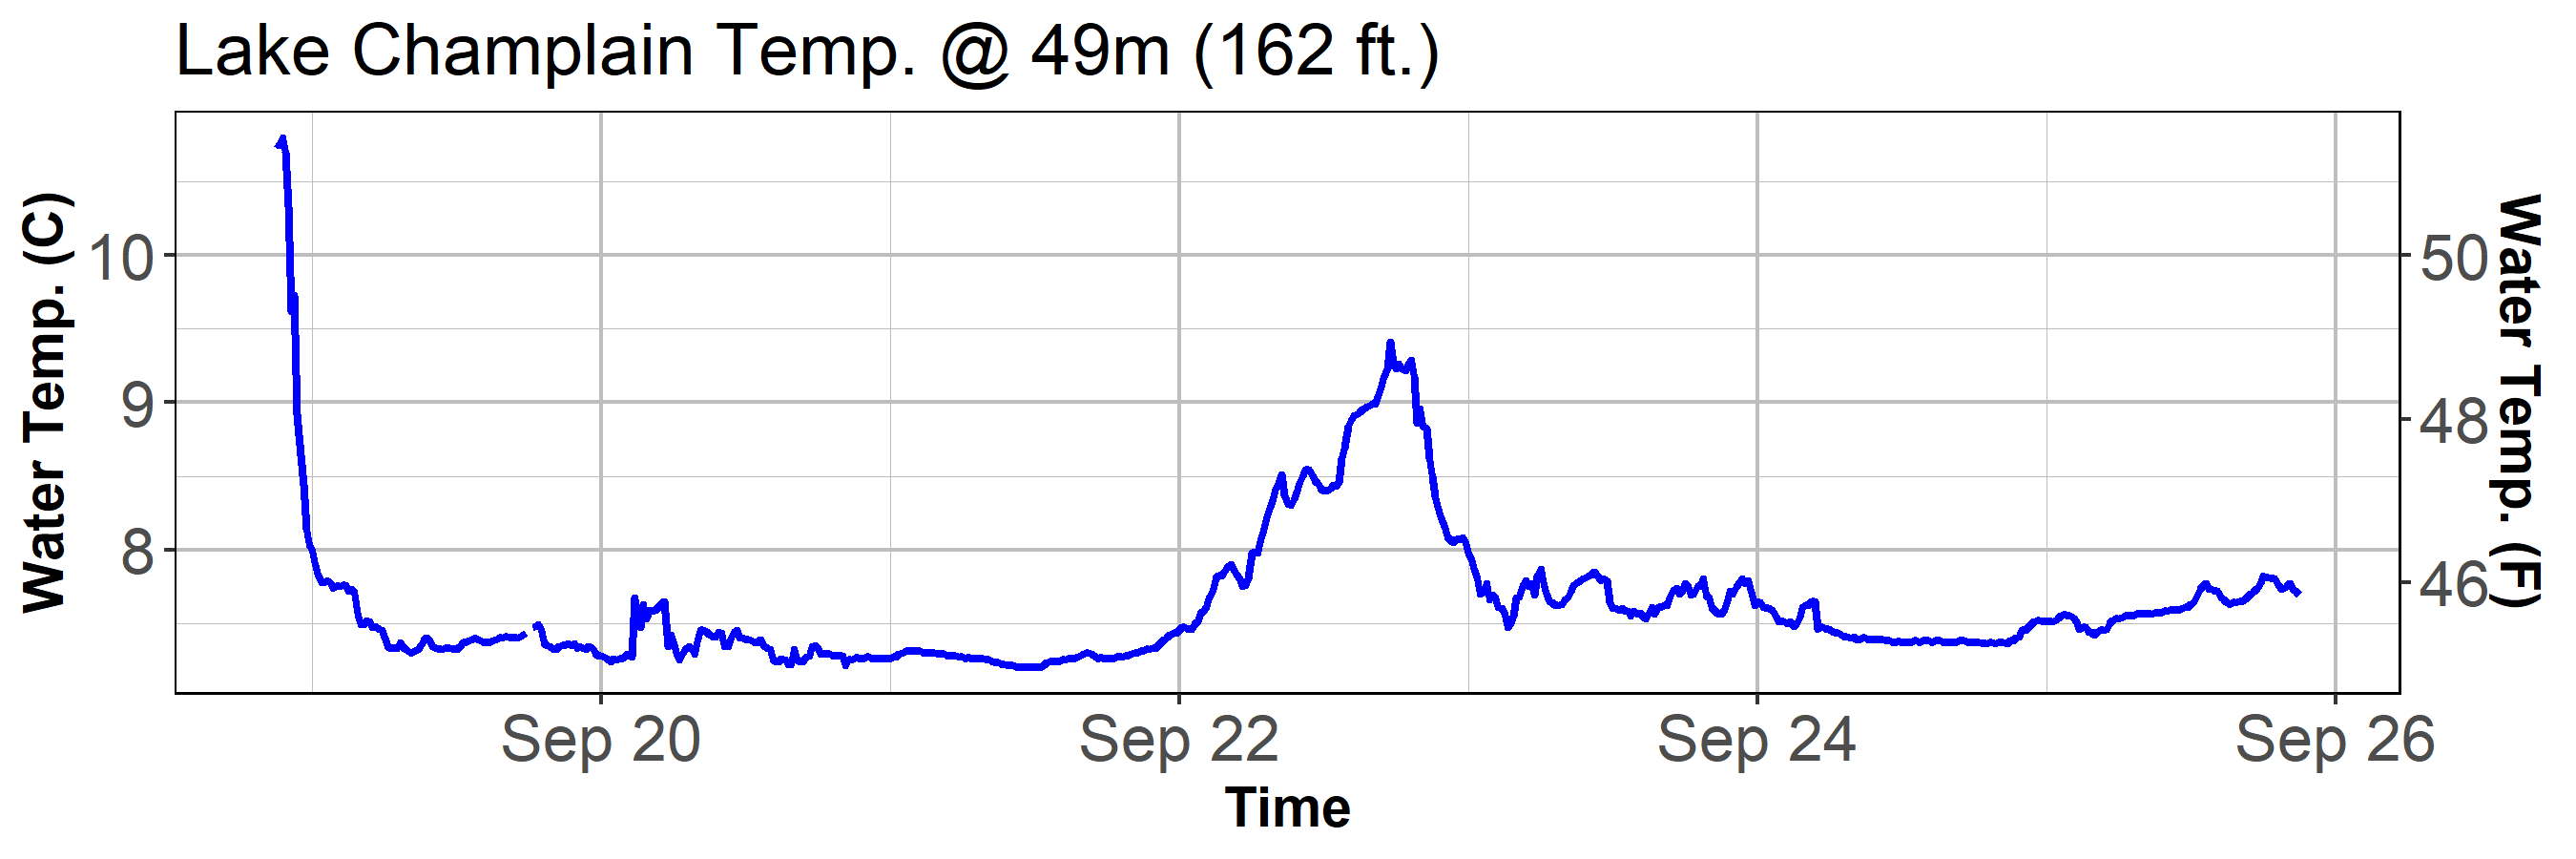 Lake Champlain Temp. @ 49m (162 ft.)
Water Temp. (C)
10
9
8
50
48
46
Water Temp. (F)
Sep 20 Sep 22 Sep 24 Sep 26
Time